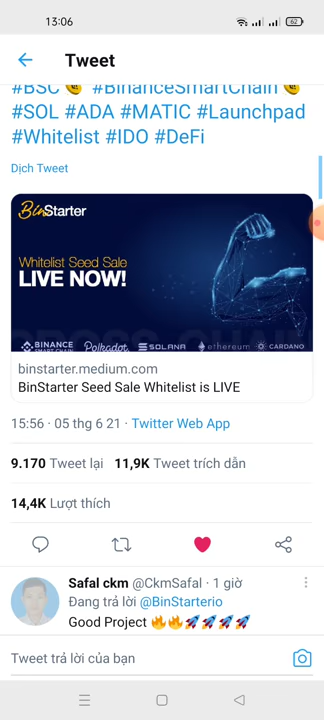 13:06
62
Tweet
#BSC #BinanceSmartChain
#SOL #ADA #MATIC #Launchpad
#Whitelist #IDO #DeFi
Dịch Tweet
BinStarter
Whitelist Seed Sale
LIVE NOW!
BINANCE SMART CHAIN Polkadot. SOLANA ethereum CARDANO
binstarter.medium.com
BinStarter Seed Sale Whitelist is LIVE
15:56 · 05 thg 6 21 · Twitter Web App
9.170 Tweet lại 11,9K Tweet trích dẫn
14,4K Lượt thích
Safal ckm @CkmSafal · 1 giờ
Đang trả lời @BinStarterio
Good Project 🔥🔥🚀🚀🚀🚀
Tweet trả lời của bạn